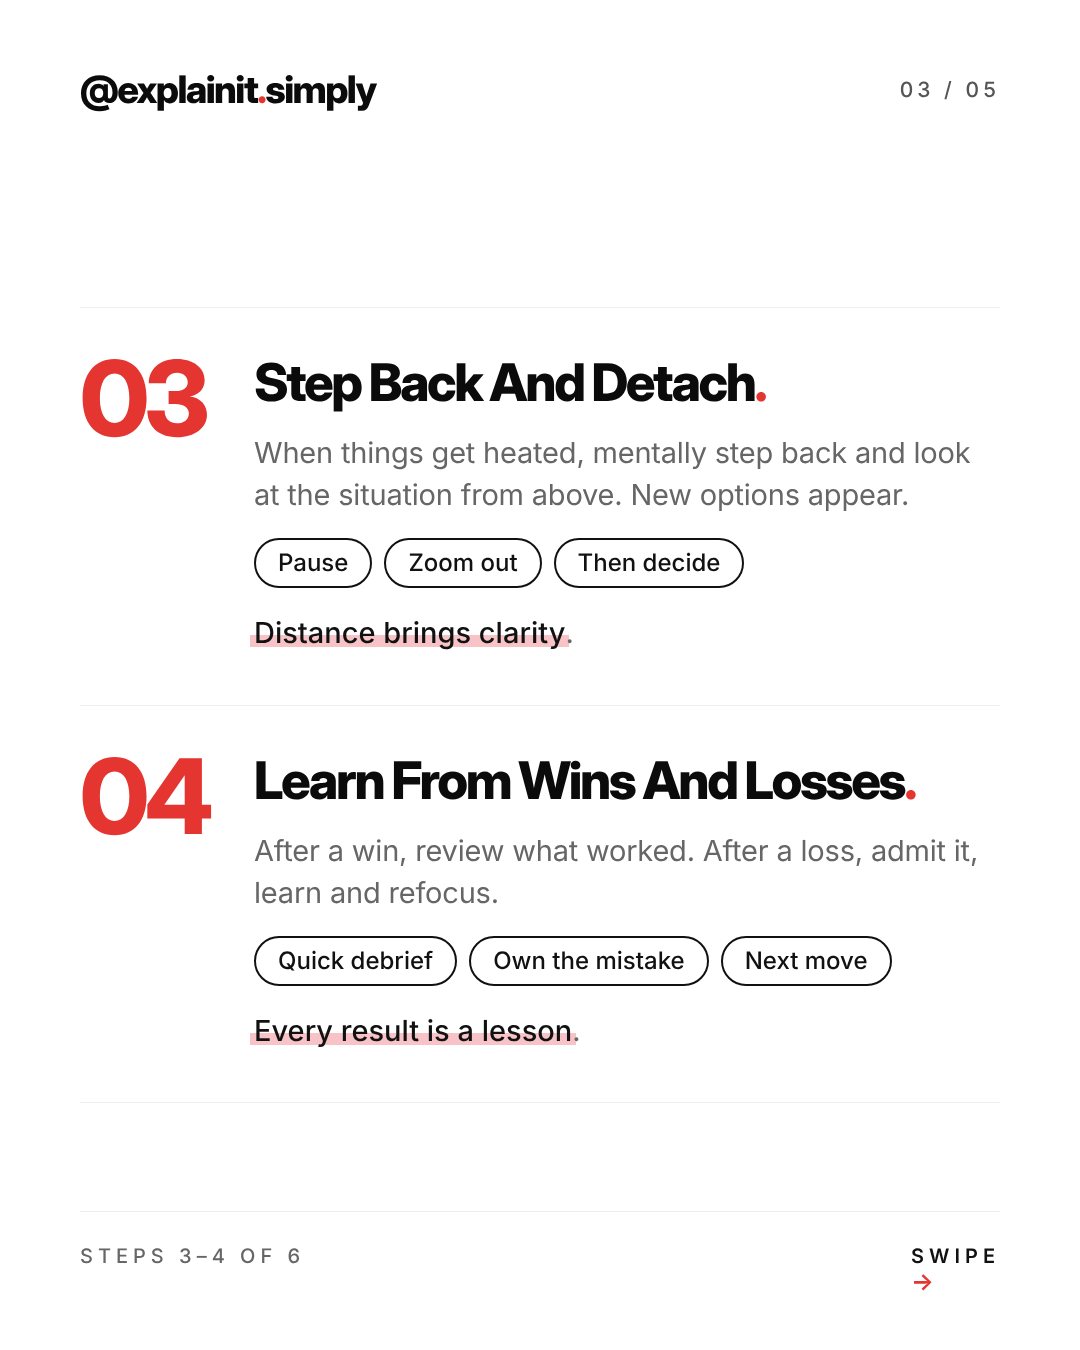 @explainit.simply
03 / 05
03
Step Back And Detach.
When things get heated, mentally step back and look
at the situation from above. New options appear.
Pause
Zoom out
Then decide
Distance brings clarity.
04
Learn From Wins And Losses.
After a win, review what worked. After a loss, admit it,
learn and refocus.
Quick debrief
Own the mistake
Next move
Every result is a lesson.
STEPS 3–4 OF 6
SWIPE
→